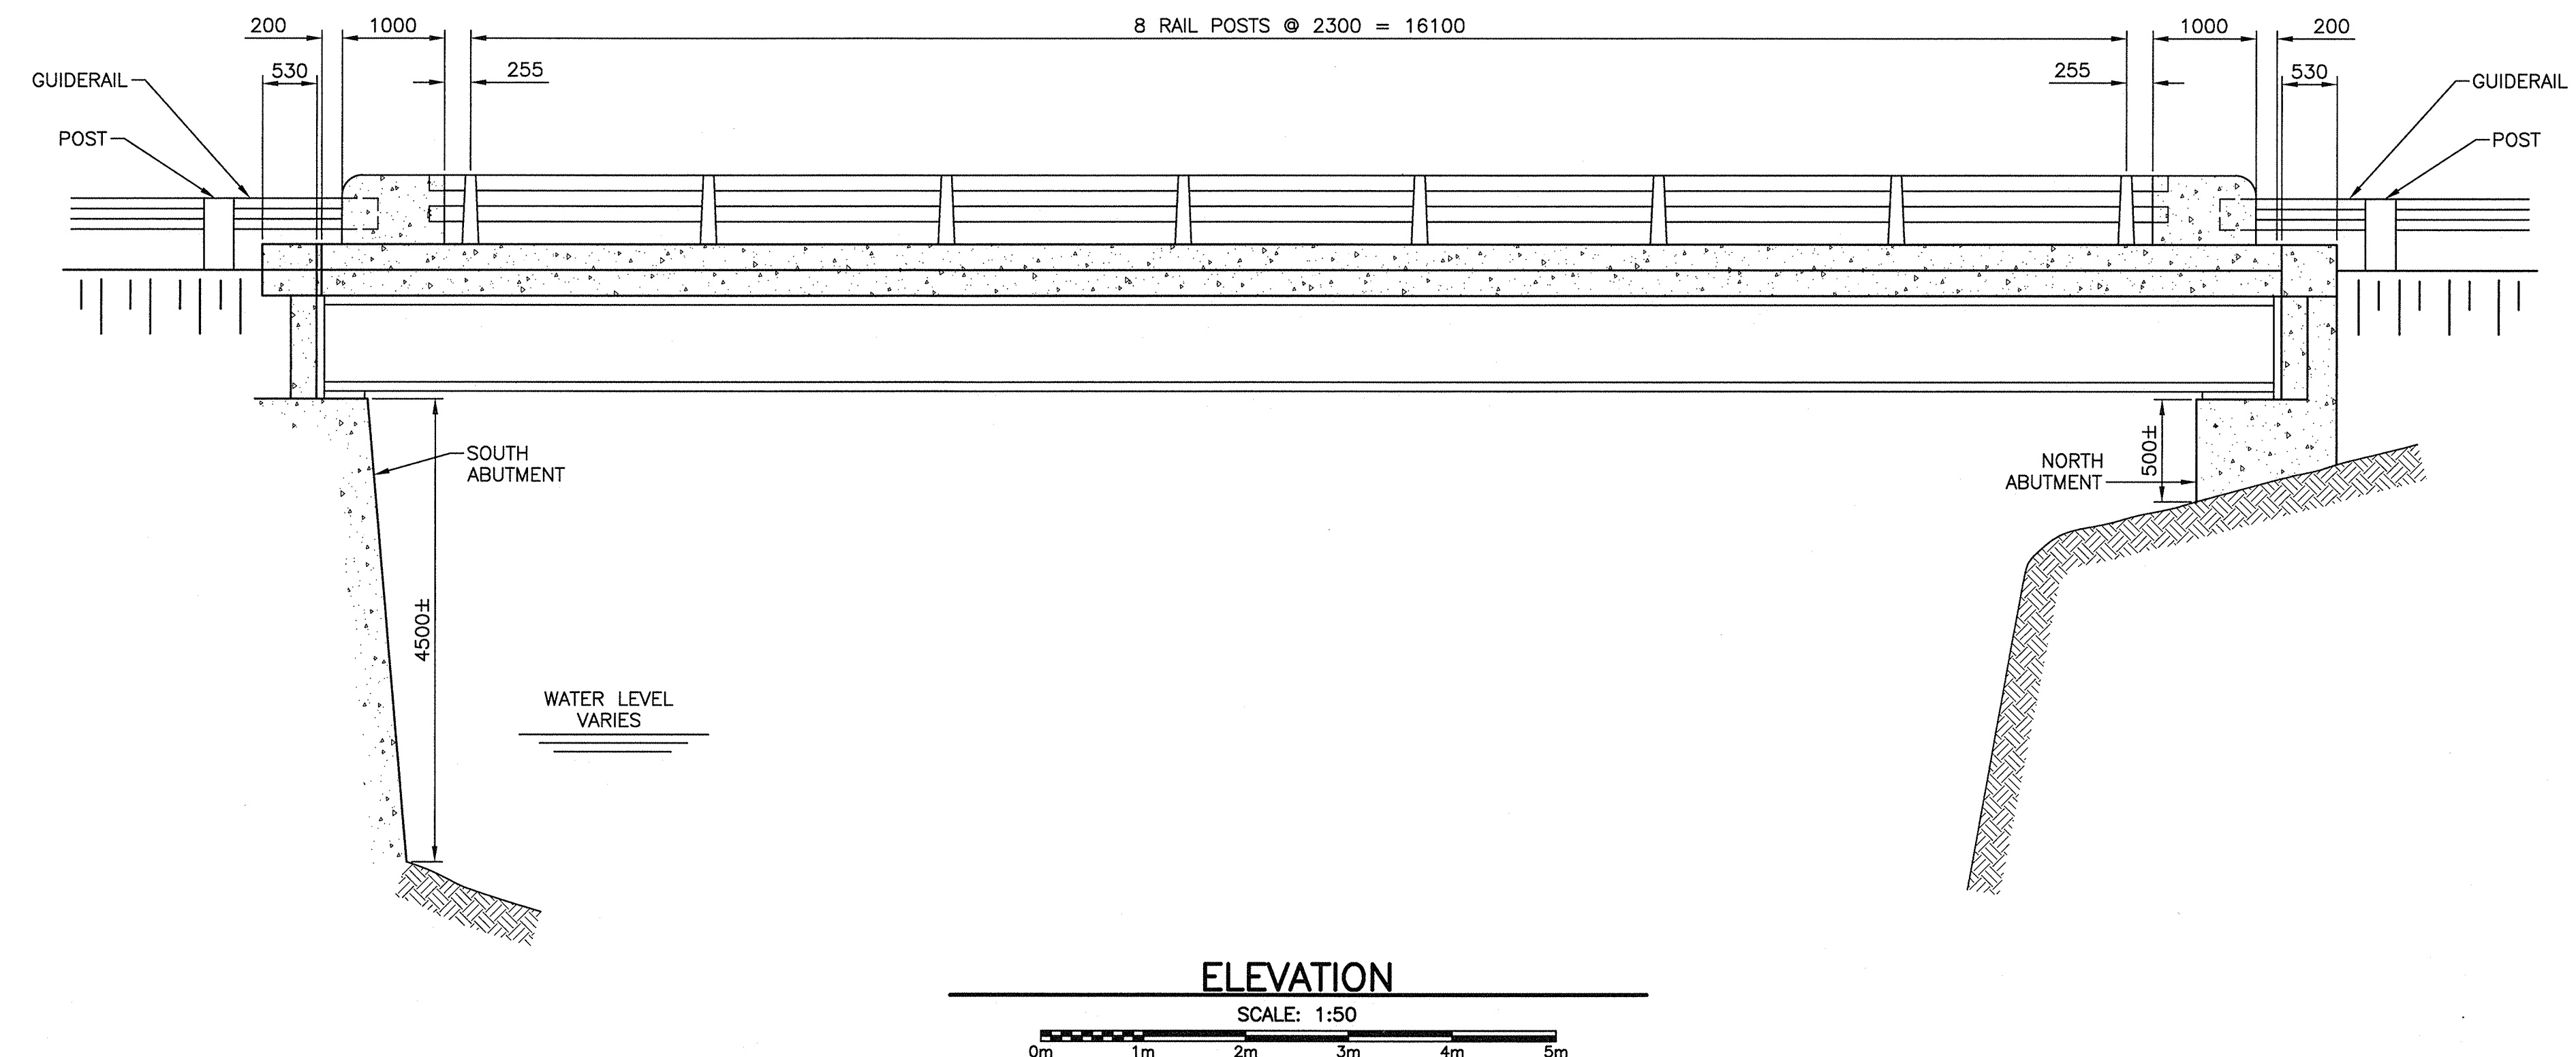 200
1000
8 RAIL POSTS @ 2300 = 16100
1000
200
GUIDERAIL
530
255
255
530
GUIDERAIL
POST
POST
SOUTH
ABUTMENT
NORTH
ABUTMENT
500±
4500±
WATER LEVEL
VARIES
ELEVATION
SCALE: 1:50
0m 1m 2m 3m 4m 5m